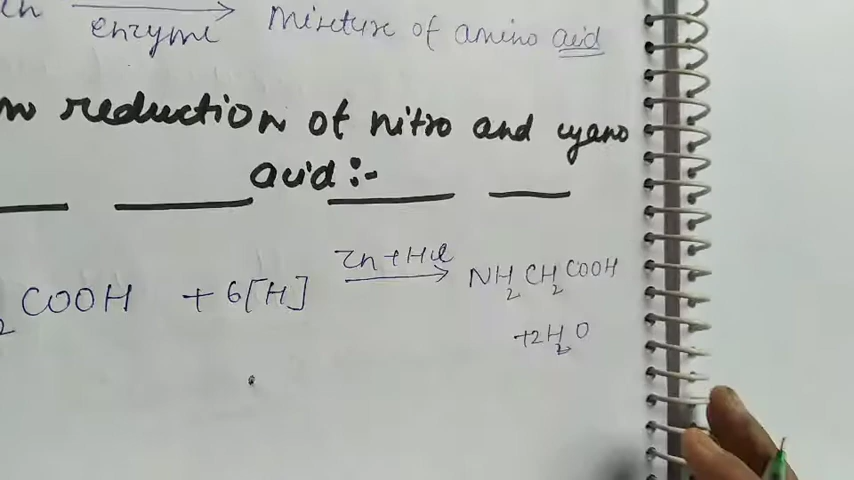 enzyme Mixture of amino acid
reduction of nitro and cyano
acid :-
COOH + 6[H] Zn + HCl NH2CH2COOH
+2H2O